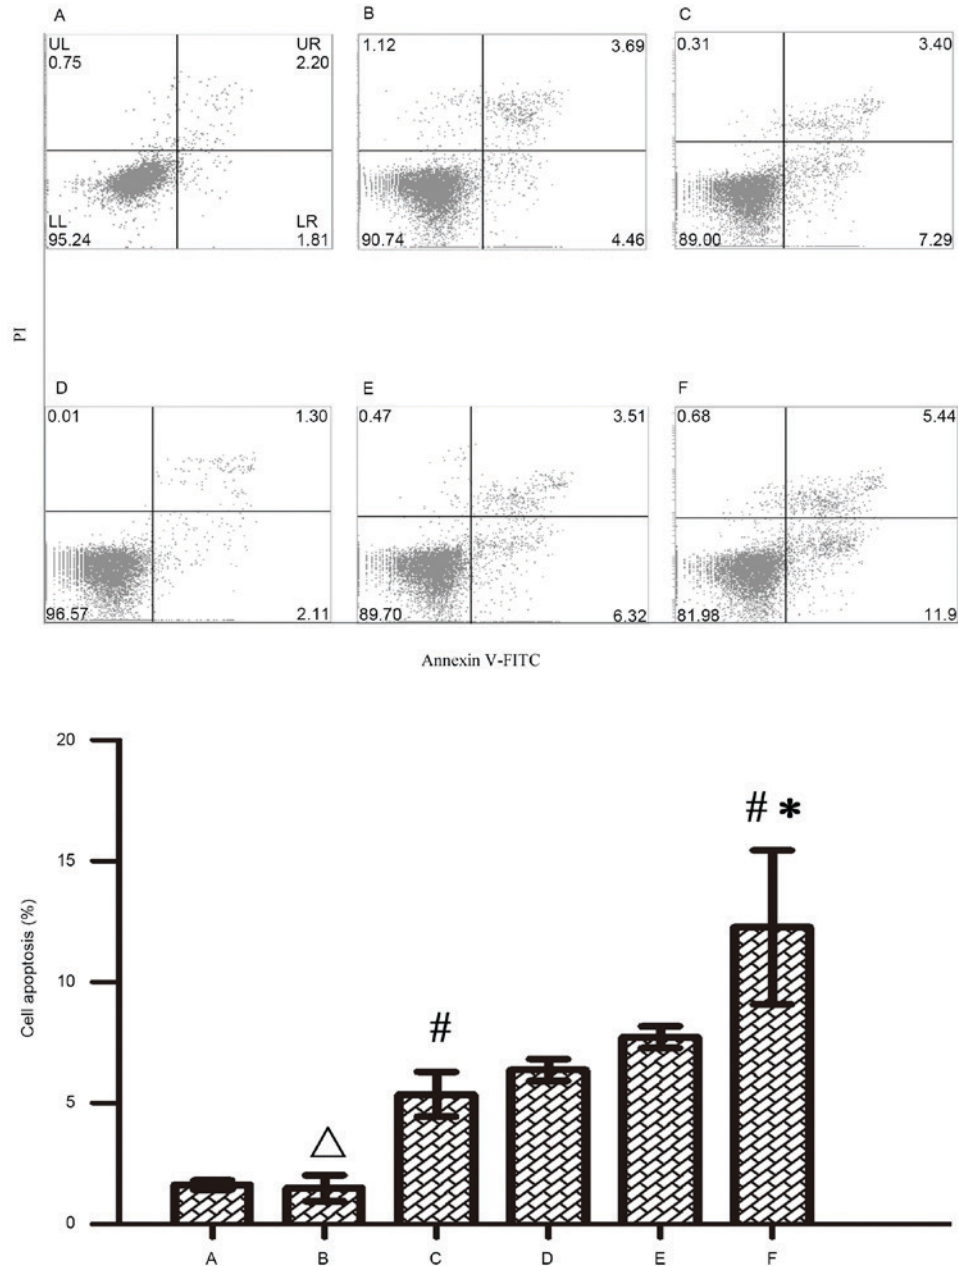 A
B
C
UL
UR
0.75
2.20
1.12
3.69
0.31
3.40
LL
LR
95.24
1.81
90.74
4.46
89.00
7.29
PI
D
E
F
0.01
1.30
0.47
3.51
0.68
5.44
96.57
2.11
89.70
6.32
81.98
11.9
Annexin V-FITC
20
15
10
5
0
Cell apoptosis (%)
△
#
# *
A B C D E F